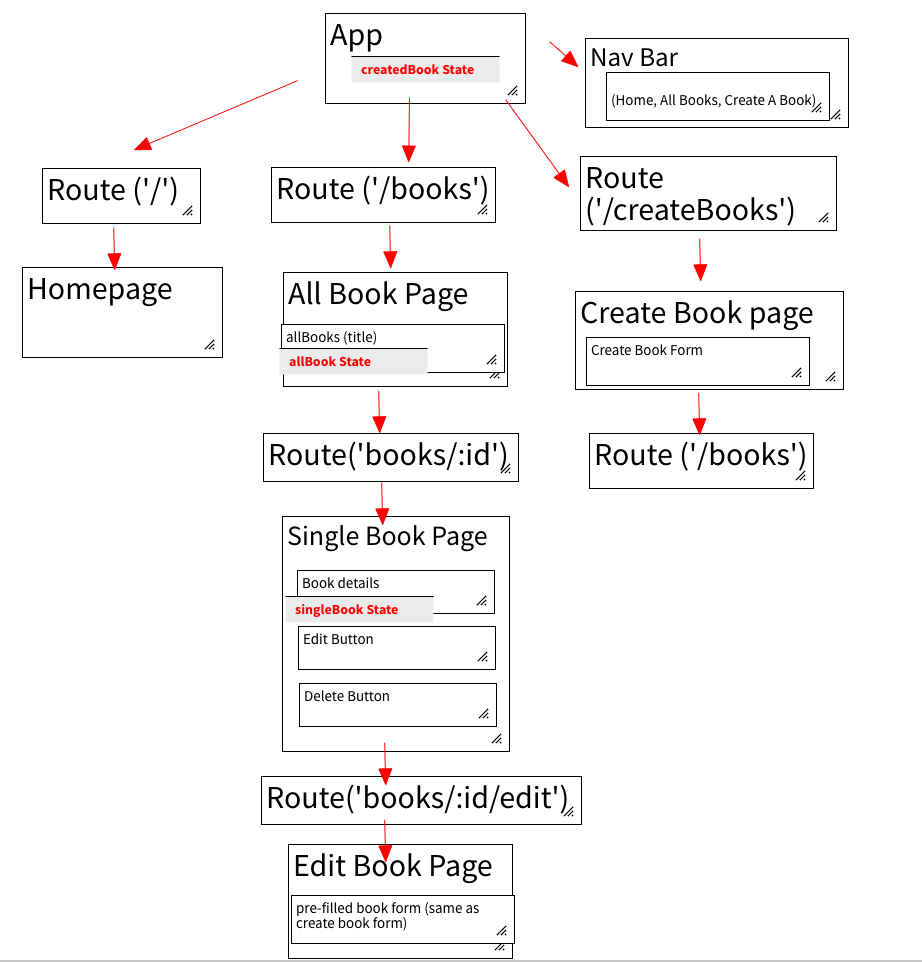 App
createdBook State
Nav Bar
(Home, All Books, Create A Book)
Route ('/')
Route ('/books')
Route
('/createBooks')
Homepage
All Book Page
allBooks (title)
allBook State
Create Book page
Create Book Form
Route('books/:id')
Route ('/books')
Single Book Page
Book details
singleBook State
Edit Button
Delete Button
Route('books/:id/edit')
Edit Book Page
pre-filled book form (same as
create book form)